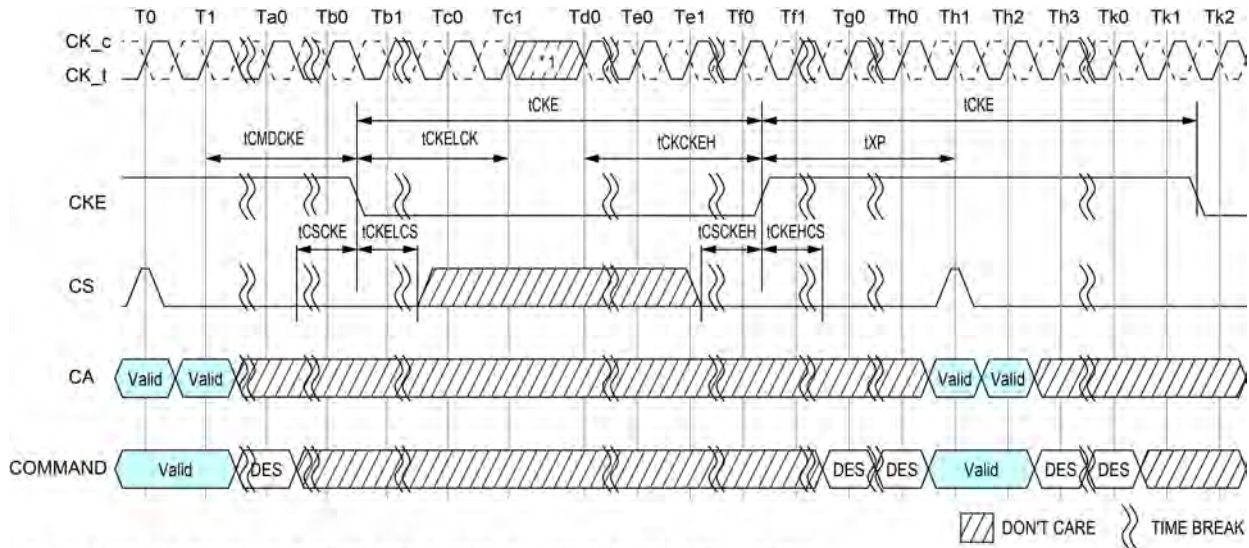 T0 T1 Ta0 Tb0 Tb1 Tc0 Tc1 Td0 Te0 Te1 Tf0 Tf1 Tg0 Th0 Th1 Th2 Th3 Tk0 Tk1 Tk2
CK_c
CK_t
*1
tCKE tCKE
tCMDCKE tCKELCK tCKCKEH tXP
CKE
tCSCKE tCKELCS tCSCKEH tCKEHCS
CS
CA Valid Valid Valid Valid
COMMAND Valid DES DES DES Valid DES DES
DON'T CARE TIME BREAK